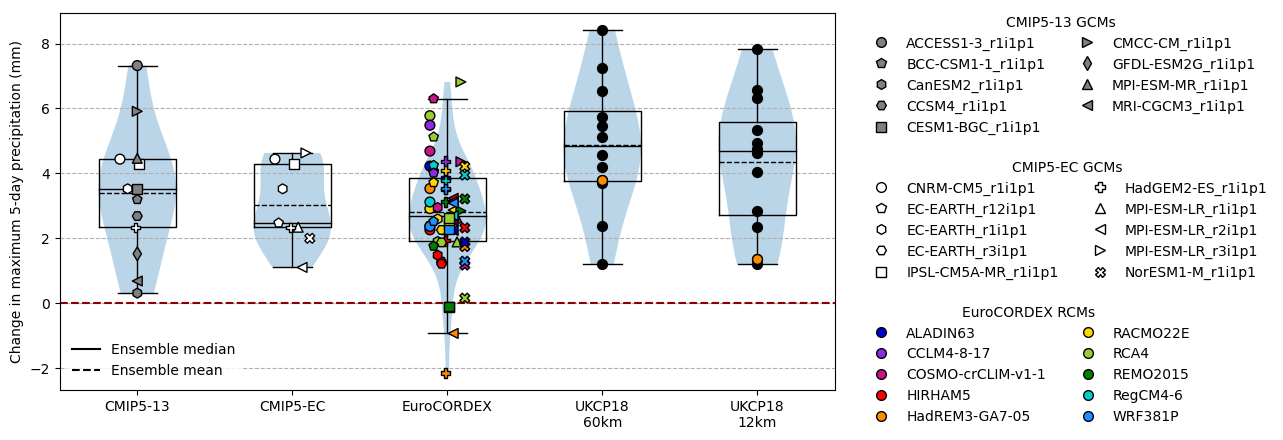 Change in maximum 5-day precipitation (mm)
8
6
4
2
0
−2
Ensemble median
Ensemble mean
CMIP5-13
CMIP5-EC
EuroCORDEX
UKCP18
60km
UKCP18
12km
CMIP5-13 GCMs
ACCESS1-3_r1i1p1
BCC-CSM1-1_r1i1p1
CanESM2_r1i1p1
CCSM4_r1i1p1
CESM1-BGC_r1i1p1
CMCC-CM_r1i1p1
GFDL-ESM2G_r1i1p1
MPI-ESM-MR_r1i1p1
MRI-CGCM3_r1i1p1
CMIP5-EC GCMs
CNRM-CM5_r1i1p1
EC-EARTH_r12i1p1
EC-EARTH_r1i1p1
EC-EARTH_r3i1p1
IPSL-CM5A-MR_r1i1p1
HadGEM2-ES_r1i1p1
MPI-ESM-LR_r1i1p1
MPI-ESM-LR_r2i1p1
MPI-ESM-LR_r3i1p1
NorESM1-M_r1i1p1
EuroCORDEX RCMs
ALADIN63
CCLM4-8-17
COSMO-crCLIM-v1-1
HIRHAM5
HadREM3-GA7-05
RACMO22E
RCA4
REMO2015
RegCM4-6
WRF381P